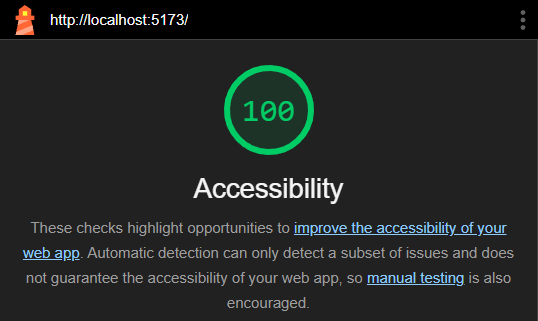 http://localhost:5173/
100
Accessibility
These checks highlight opportunities to improve the accessibility of your
web app. Automatic detection can only detect a subset of issues and does
not guarantee the accessibility of your web app, so manual testing is also
encouraged.